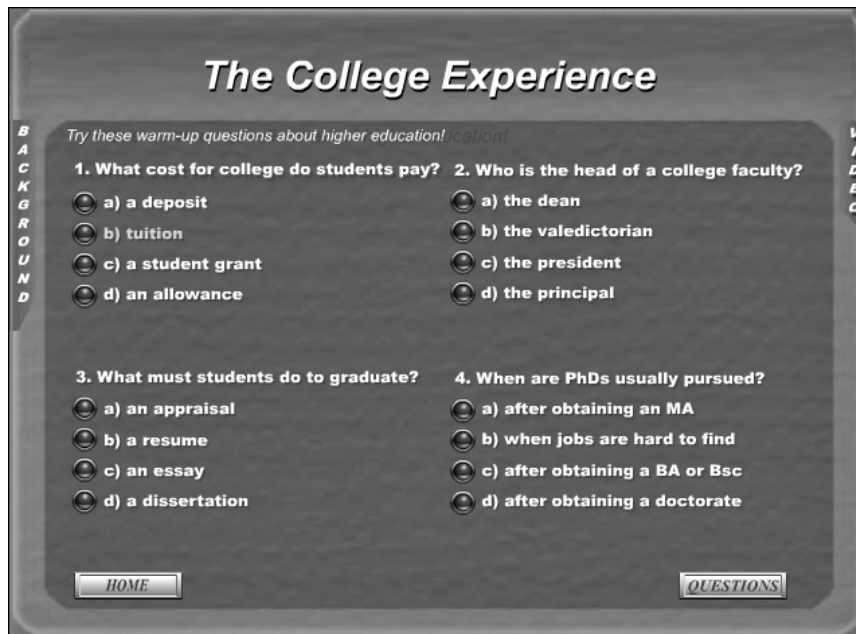 The College Experience
Try these warm-up questions about higher education!
1. What cost for college do students pay?
a) a deposit
b) tuition
c) a student grant
d) an allowance
2. Who is the head of a college faculty?
a) the dean
b) the valedictorian
c) the president
d) the principal
3. What must students do to graduate?
a) an appraisal
b) a resume
c) an essay
d) a dissertation
4. When are PhDs usually pursued?
a) after obtaining an MA
b) when jobs are hard to find
c) after obtaining a BA or Bsc
d) after obtaining a doctorate
BACKGROUND
HOME
QUESTIONS